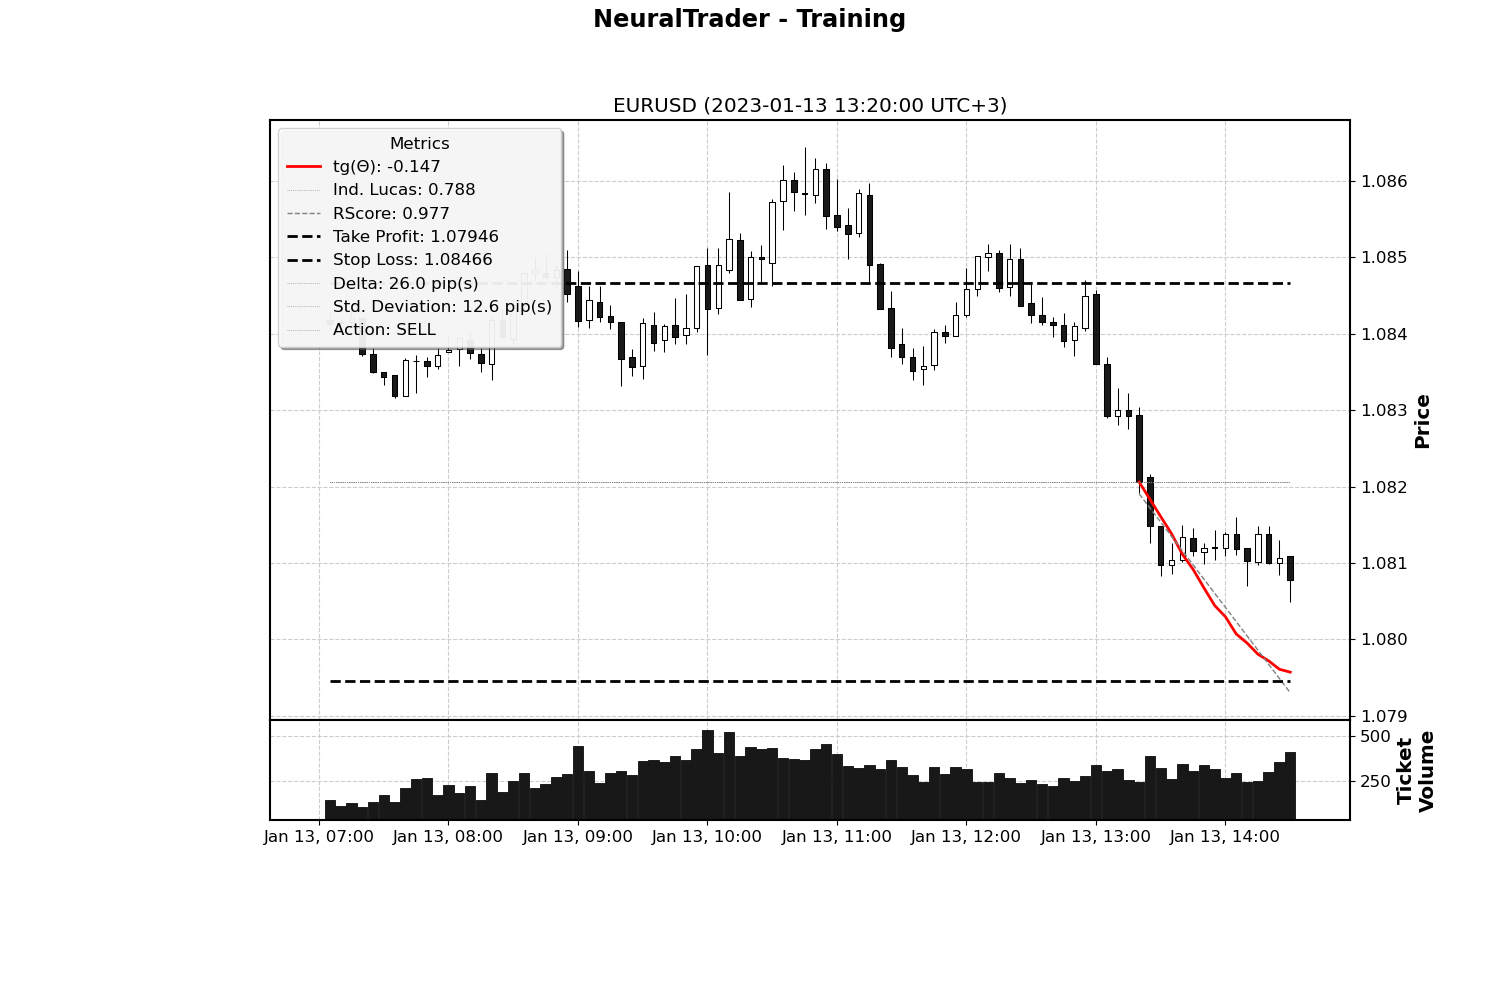 NeuralTrader - Training
EURUSD (2023-01-13 13:20:00 UTC+3)
Metrics
tg(Θ): -0.147
Ind. Lucas: 0.788
RScore: 0.977
Take Profit: 1.07946
Stop Loss: 1.08466
Delta: 26.0 pip(s)
Std. Deviation: 12.6 pip(s)
Action: SELL
1.086
1.085
1.084
1.083
1.082
1.081
1.080
1.079
Price
500
250
Ticket
Volume
Jan 13, 07:00
Jan 13, 08:00
Jan 13, 09:00
Jan 13, 10:00
Jan 13, 11:00
Jan 13, 12:00
Jan 13, 13:00
Jan 13, 14:00